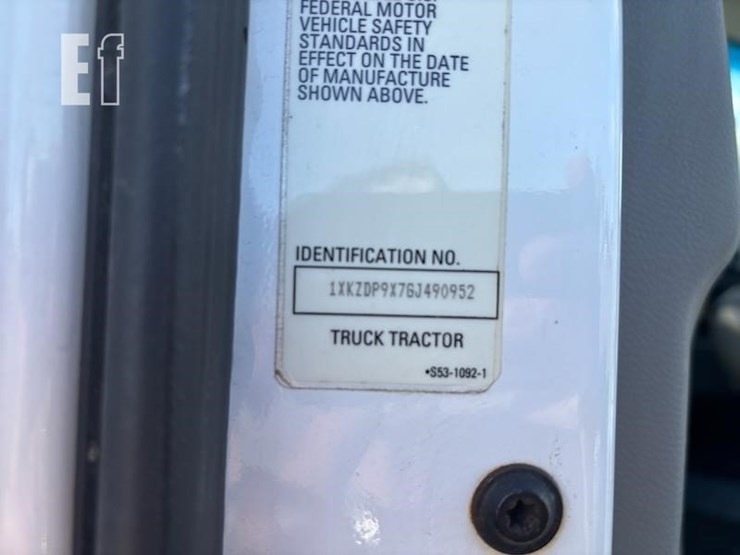 Ef
FEDERAL MOTOR
VEHICLE SAFETY
STANDARDS IN
EFFECT ON THE DATE
OF MANUFACTURE
SHOWN ABOVE.
IDENTIFICATION NO.
1XKZDP9X7GJ490952
TRUCK TRACTOR
•S53-1092-1